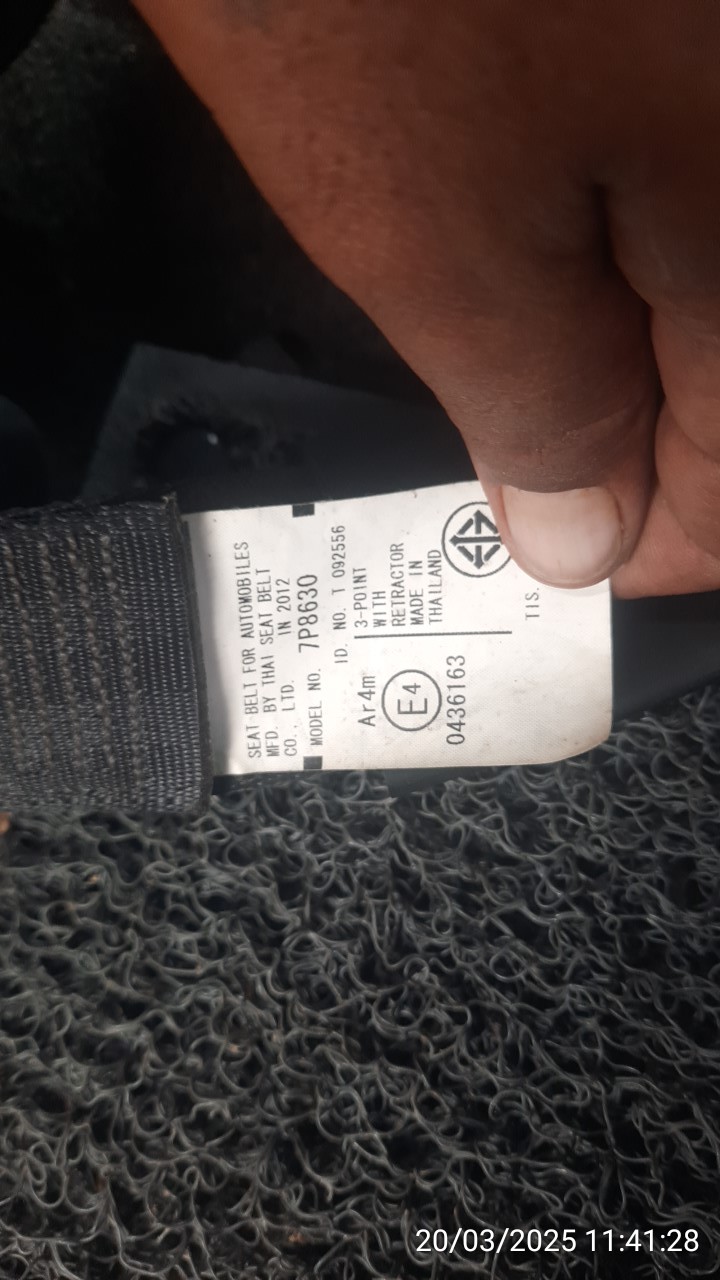 SEAT BELT FOR AUTOMOBILES
MFD. BY THAI SEAT BELT
CO., LTD. IN 2012
MODEL NO. 7P8630
ID. NO. T 092556
Ar4m
E4
0436163
3-POINT
WITH
RETRACTOR
MADE IN
THAILAND
TIS.
20/03/2025 11:41:28